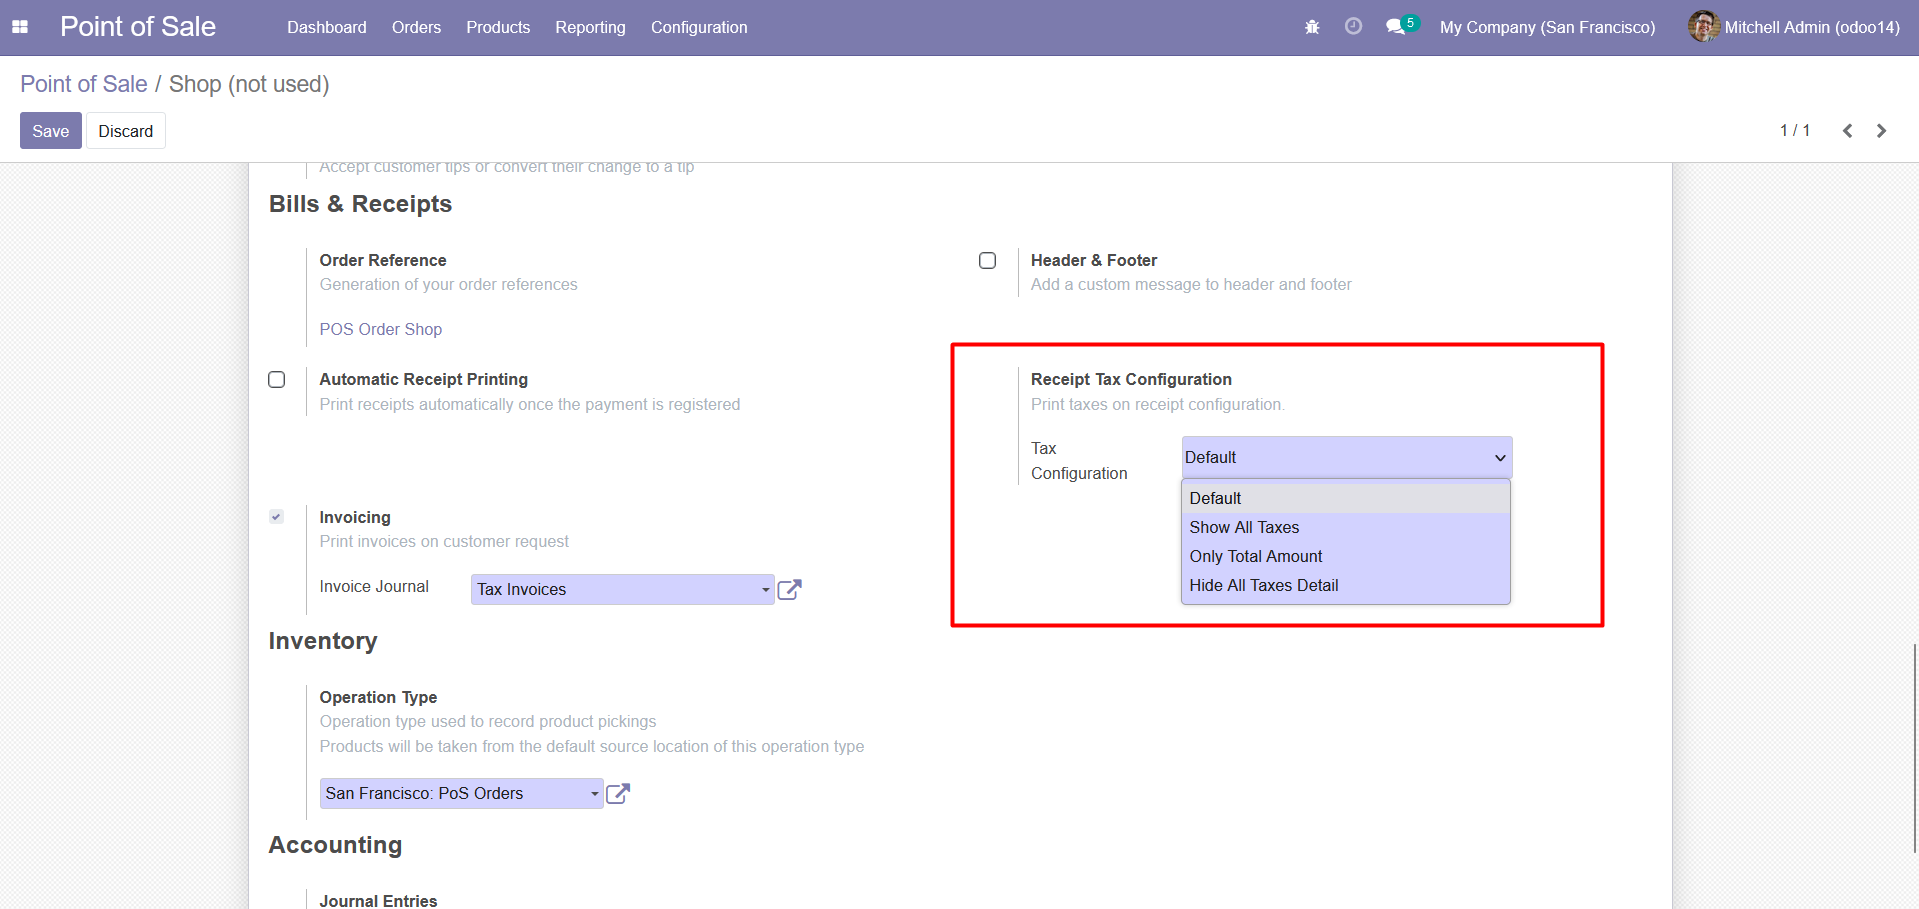 Point of Sale
Dashboard
Orders
Products
Reporting
Configuration
5
My Company (San Francisco)
Mitchell Admin (odoo14)
Point of Sale / Shop (not used)
Save
Discard
1 / 1
Accept customer tips or convert their change to a tip
Bills & Receipts
Order Reference
Generation of your order references
POS Order Shop
Header & Footer
Add a custom message to header and footer
Automatic Receipt Printing
Print receipts automatically once the payment is registered
Receipt Tax Configuration
Print taxes on receipt configuration.
Tax
Configuration
Default
Default
Show All Taxes
Only Total Amount
Hide All Taxes Detail
Invoicing
Print invoices on customer request
Invoice Journal
Tax Invoices
Inventory
Operation Type
Operation type used to record product pickings
Products will be taken from the default source location of this operation type
San Francisco: PoS Orders
Accounting
Journal Entries